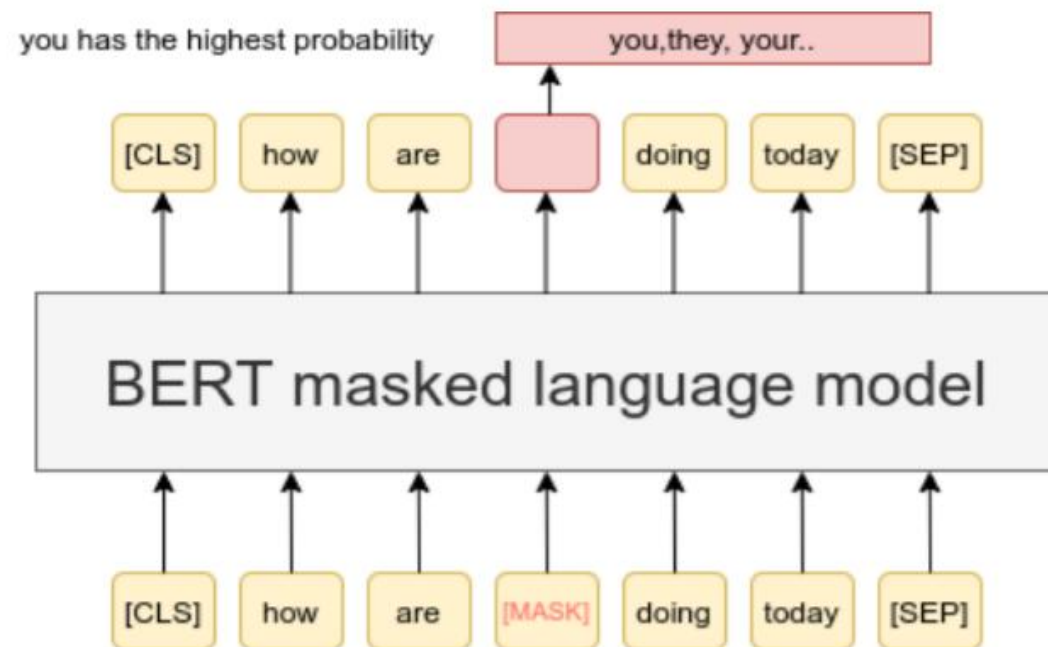 you has the highest probability
you,they, your..
[CLS] how are doing today [SEP]
BERT masked language model
[CLS] how are [MASK] doing today [SEP]